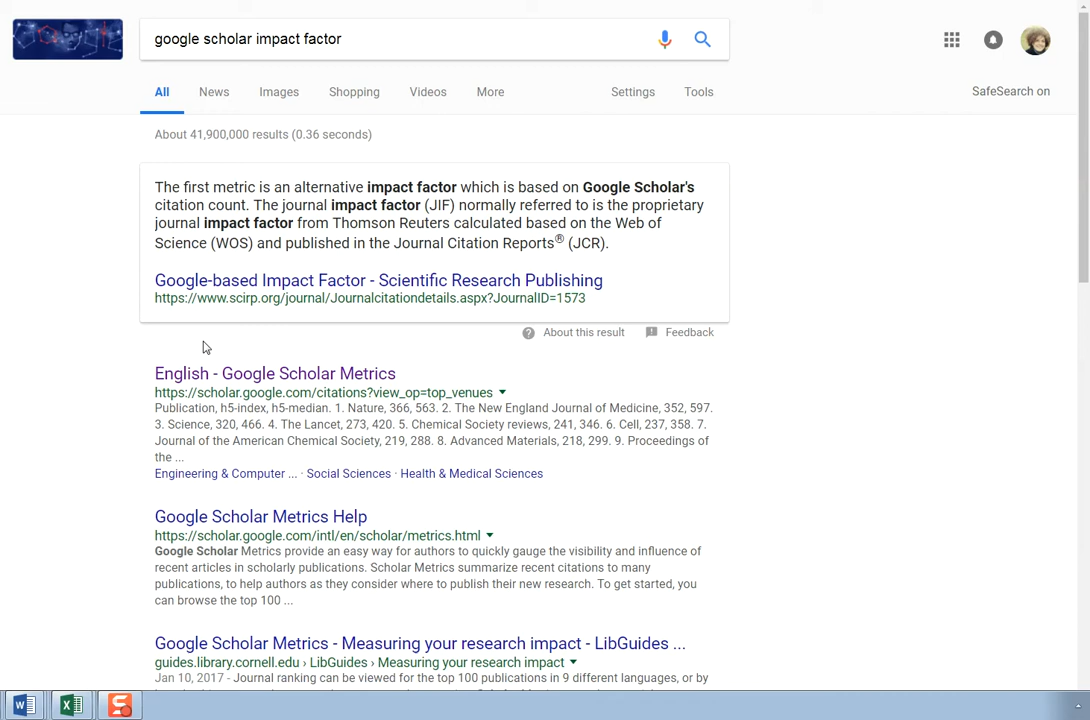 google scholar impact factor
All News Images Shopping Videos More Settings Tools SafeSearch on
About 41,900,000 results (0.36 seconds)
The first metric is an alternative impact factor which is based on Google Scholar's
citation count. The journal impact factor (JIF) normally referred to is the proprietary
journal impact factor from Thomson Reuters calculated based on the Web of
Science (WOS) and published in the Journal Citation Reports® (JCR).
Google-based Impact Factor - Scientific Research Publishing
https://www.scirp.org/journal/Journalcitationdetails.aspx?JournalID=1573
About this result Feedback
English - Google Scholar Metrics
https://scholar.google.com/citations?view_op=top_venues
Publication, h5-index, h5-median. 1. Nature, 366, 563. 2. The New England Journal of Medicine, 352, 597.
3. Science, 320, 466. 4. The Lancet, 273, 420. 5. Chemical Society reviews, 241, 346. 6. Cell, 237, 358. 7.
Journal of the American Chemical Society, 219, 288. 8. Advanced Materials, 218, 299. 9. Proceedings of
the ...
Engineering & Computer ... · Social Sciences · Health & Medical Sciences
Google Scholar Metrics Help
https://scholar.google.com/intl/en/scholar/metrics.html
Google Scholar Metrics provide an easy way for authors to quickly gauge the visibility and influence of
recent articles in scholarly publications. Scholar Metrics summarize recent citations to many
publications, to help authors as they consider where to publish their new research. To get started, you
can browse the top 100 ...
Google Scholar Metrics - Measuring your research impact - LibGuides ...
guides.library.cornell.edu › LibGuides › Measuring your research impact
Jan 10, 2017 - Journal ranking can be viewed for the top 100 publications in 9 different languages, or by